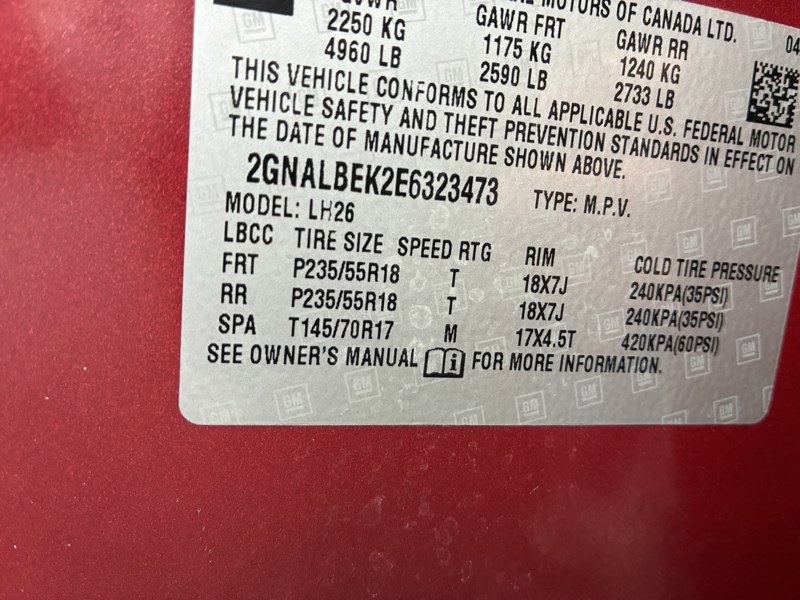 MOTORS OF CANADA LTD.
GAWR FRT GAWR RR 04
2250 KG 1175 KG 1240 KG
4960 LB 2590 LB 2733 LB
THIS VEHICLE CONFORMS TO ALL APPLICABLE U.S. FEDERAL MOTOR
VEHICLE SAFETY AND THEFT PREVENTION STANDARDS IN EFFECT ON
THE DATE OF MANUFACTURE SHOWN ABOVE.
2GNALBEK2E6323473 TYPE: M.P.V.
MODEL: LH26
LBCC TIRE SIZE SPEED RTG RIM COLD TIRE PRESSURE
FRT P235/55R18 T 18X7J 240KPA(35PSI)
RR P235/55R18 T 18X7J 240KPA(35PSI)
SPA T145/70R17 M 17X4.5T 420KPA(60PSI)
SEE OWNER'S MANUAL i FOR MORE INFORMATION.